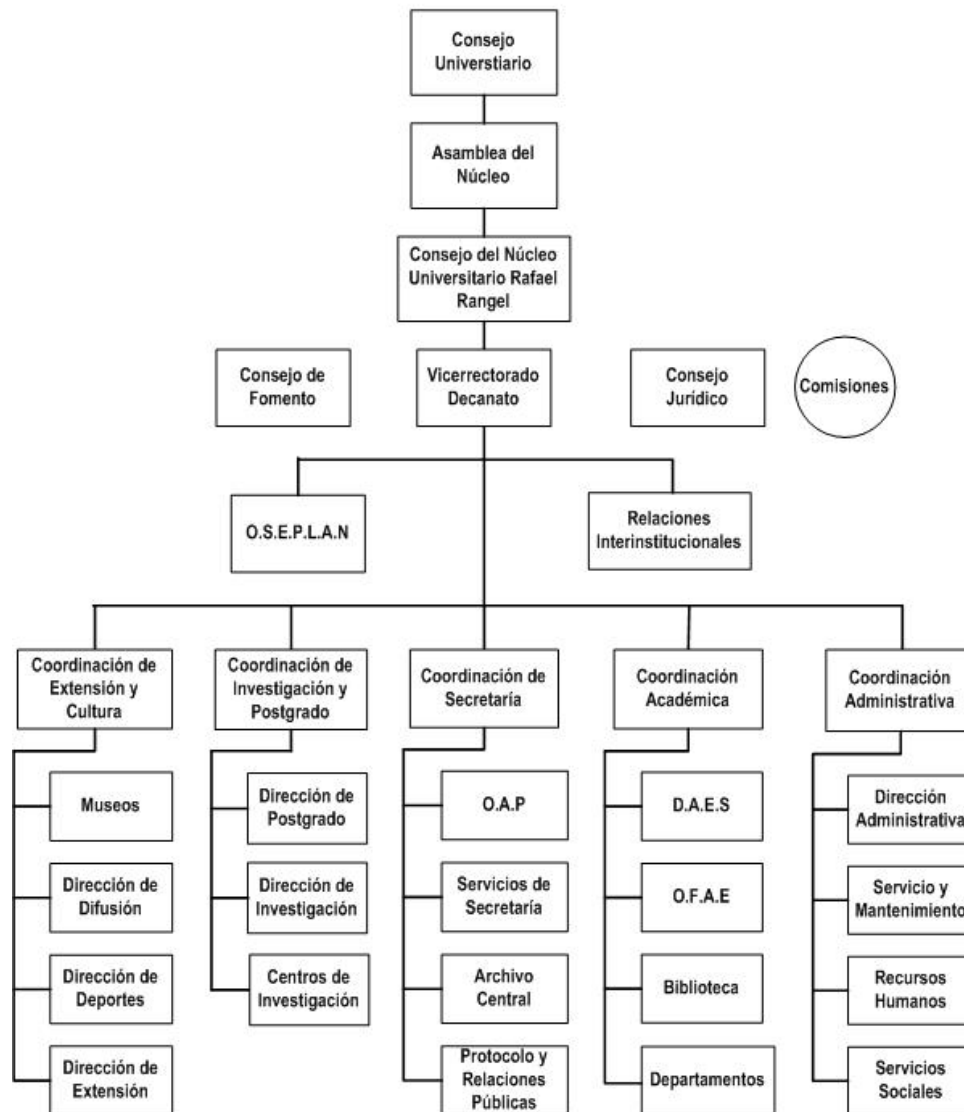 Consejo
Universtiario
Asamblea del
Núcleo
Consejo del Núcleo
Universitario Rafael
Rangel
Consejo de
Fomento
Vicerrectorado
Decanato
Consejo
Jurídico
Comisiones
O.S.E.P.L.A.N
Relaciones
Interinstitucionales
Coordinación de
Extensión y
Cultura
Coordinación de
Investigación y
Postgrado
Coordinación de
Secretaría
Coordinación
Académica
Coordinación
Administrativa
Museos
Dirección de
Difusión
Dirección de
Deportes
Dirección de
Extensión
Dirección de
Postgrado
Dirección de
Investigación
Centros de
Investigación
O.A.P
Servicios de
Secretaría
Archivo
Central
Protocolo y
Relaciones
Públicas
D.A.E.S
O.F.A.E
Biblioteca
Departamentos
Dirección
Administrativa
Servicio y
Mantenimiento
Recursos
Humanos
Servicios
Sociales